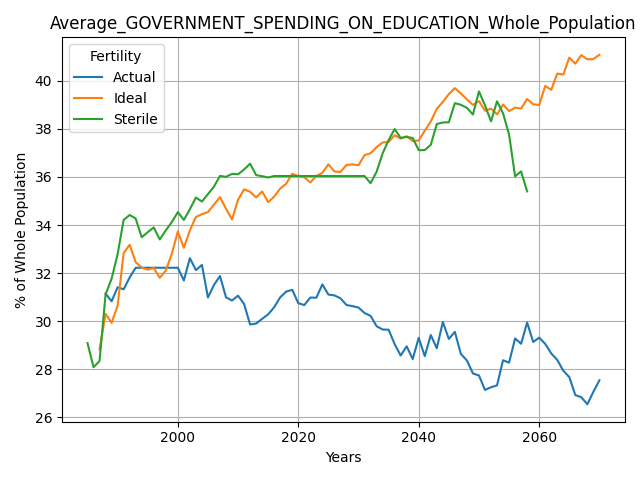 Average_GOVERNMENT_SPENDING_ON_EDUCATION_Whole_Population
Fertility
Actual
Ideal
Sterile
% of Whole Population
40
38
36
34
32
30
28
26
2000
2020
2040
2060
Years